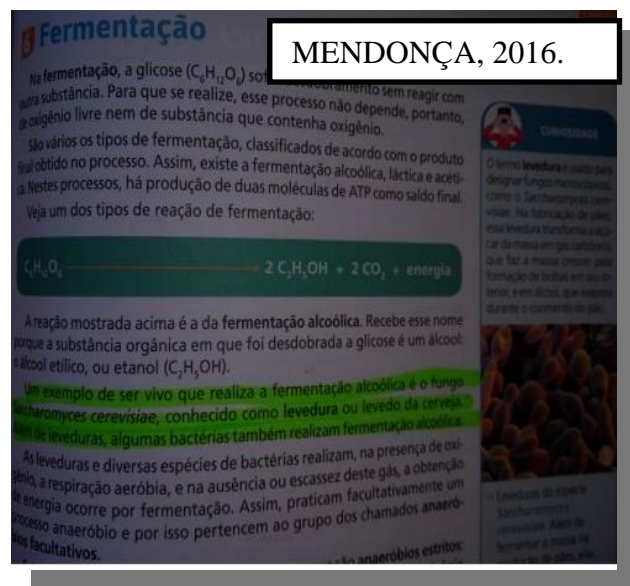 6 Fermentação
MENDONÇA, 2016.
Na fermentação, a glicose (C₆H₁₂O₆) sof mento sem reagir com
outra substância. Para que se realize, esse processo não depende, portanto,
de oxigênio livre nem de substância que contenha oxigênio.
São vários os tipos de fermentação, classificados de acordo com o produto
final obtido no processo. Assim, existe a fermentação alcoólica, láctica e acéti-
ca. Nestes processos, há produção de duas moléculas de ATP como saldo final.
Veja um dos tipos de reação de fermentação:
C₆H₁₂O₆ → 2 C₂H₅OH + 2 CO₂ + energia
A reação mostrada acima é a da fermentação alcoólica. Recebe esse nome
porque a substância orgânica em que foi desdobrada a glicose é um álcool:
o álcool etílico, ou etanol (C₂H₅OH).
Um exemplo de ser vivo que realiza a fermentação alcoólica é o fungo
Saccharomyces cerevisiae, conhecido como levedura ou levedo da cerveja.
Além de leveduras, algumas bactérias também realizam fermentação alcoólica.
As leveduras e diversas espécies de bactérias realizam, na presença de oxi-
gênio, a respiração aeróbia, e na ausência ou escassez deste gás, a obtenção
de energia ocorre por fermentação. Assim, praticam facultativamente um
processo anaeróbio e por isso pertencem ao grupo dos chamados anaeró-
bios facultativos.
anaeróbios estritos:
CURIOSIDADE
O termo levedura é usado para
designar fungos microscópicos,
como o Saccharomyces cere-
visiae. Na fabricação de pães,
essa levedura transforma o açú-
car da massa em gás carbônico,
que faz a massa crescer pela
formação de bolhas em seu in-
terior, e em álcool, que evapora
durante o cozimento do pão.
Leveduras da espécie
Saccharomyces
cerevisiae. Além de
fermentar a massa na